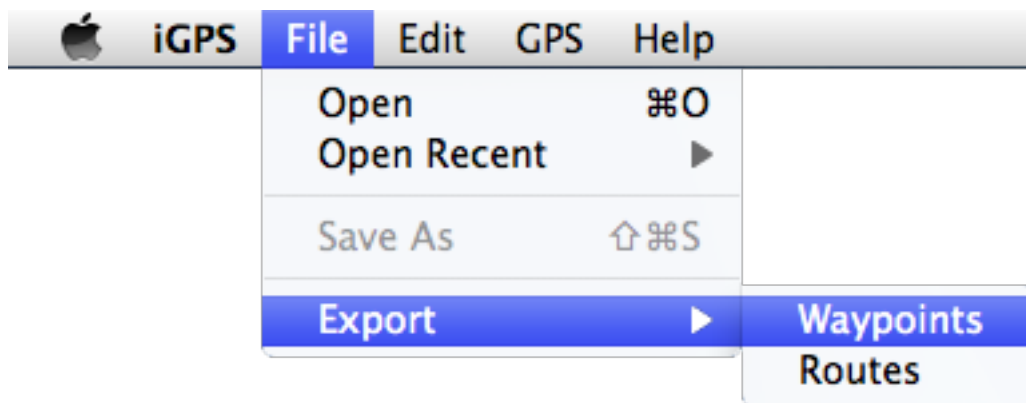 iGPS File Edit GPS Help
Open ⌘O
Open Recent ▶
Save As ⇧⌘S
Export ▶ Waypoints
Routes